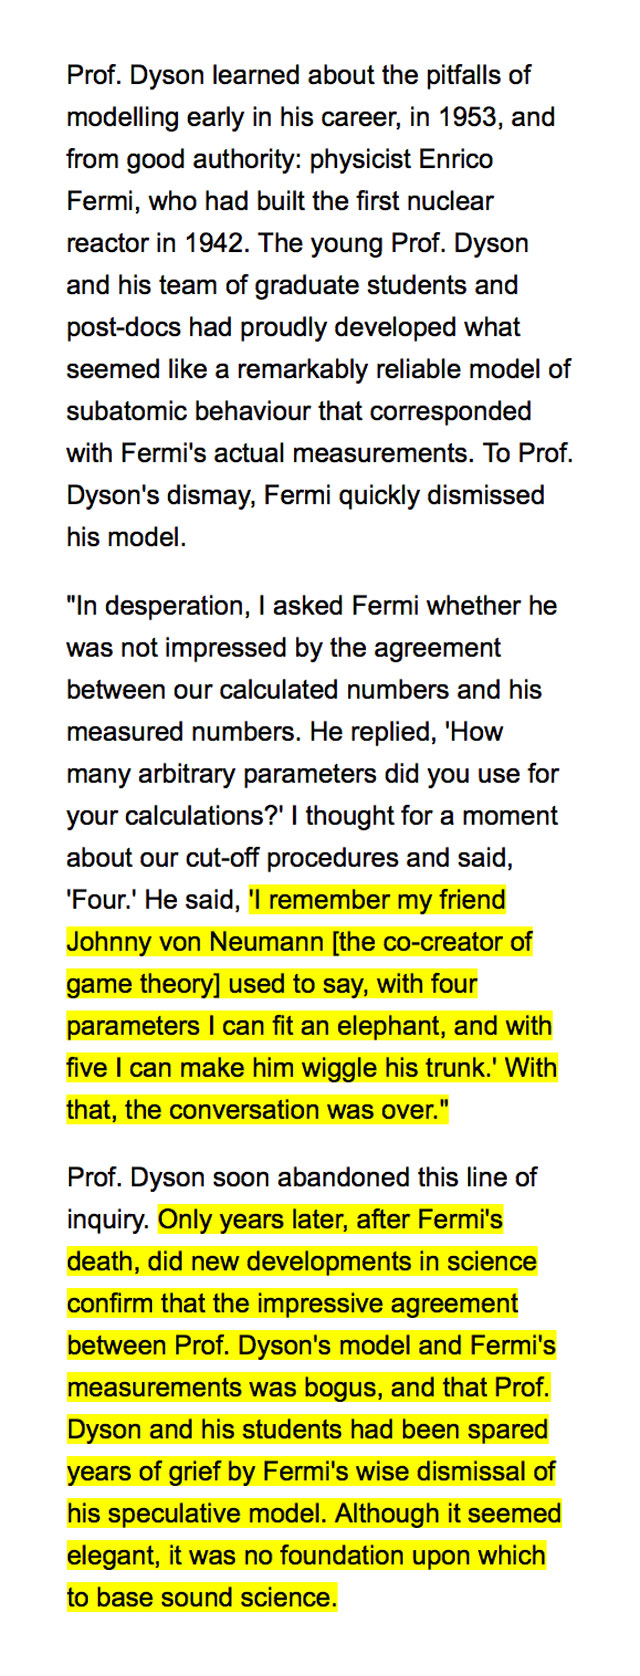 Prof. Dyson learned about the pitfalls of
modelling early in his career, in 1953, and
from good authority: physicist Enrico
Fermi, who had built the first nuclear
reactor in 1942. The young Prof. Dyson
and his team of graduate students and
post-docs had proudly developed what
seemed like a remarkably reliable model of
subatomic behaviour that corresponded
with Fermi's actual measurements. To Prof.
Dyson's dismay, Fermi quickly dismissed
his model.
"In desperation, I asked Fermi whether he
was not impressed by the agreement
between our calculated numbers and his
measured numbers. He replied, 'How
many arbitrary parameters did you use for
your calculations?' I thought for a moment
about our cut-off procedures and said,
'Four.' He said, 'I remember my friend
Johnny von Neumann [the co-creator of
game theory] used to say, with four
parameters I can fit an elephant, and with
five I can make him wiggle his trunk.' With
that, the conversation was over."
Prof. Dyson soon abandoned this line of
inquiry. Only years later, after Fermi's
death, did new developments in science
confirm that the impressive agreement
between Prof. Dyson's model and Fermi's
measurements was bogus, and that Prof.
Dyson and his students had been spared
years of grief by Fermi's wise dismissal of
his speculative model. Although it seemed
elegant, it was no foundation upon which
to base sound science.